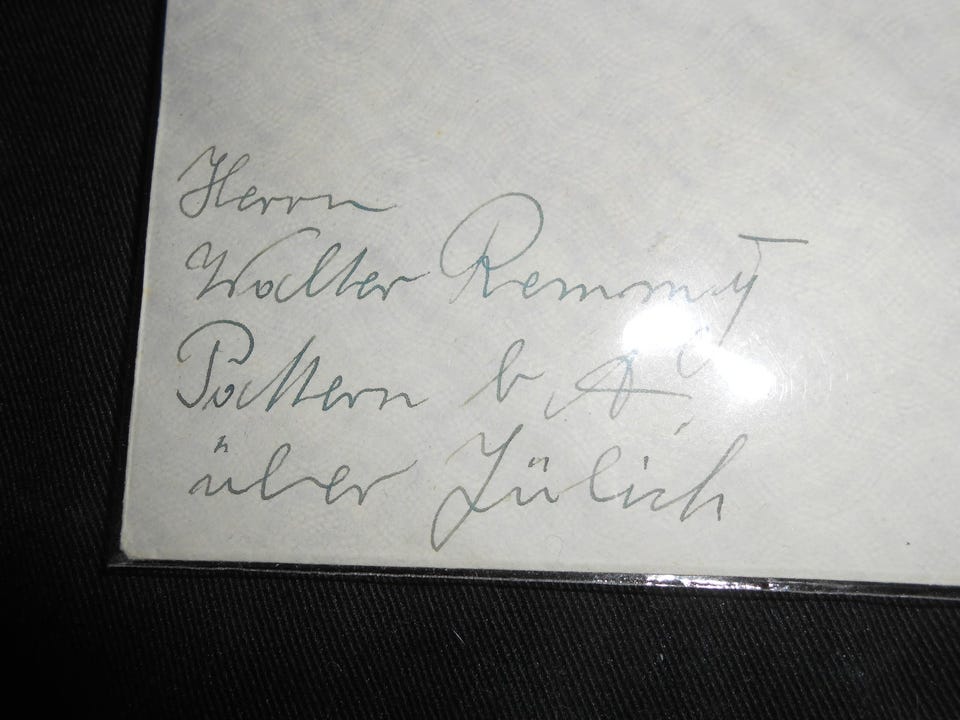 Herrn
Walter Remmy
Pattern b. A
über Jülich